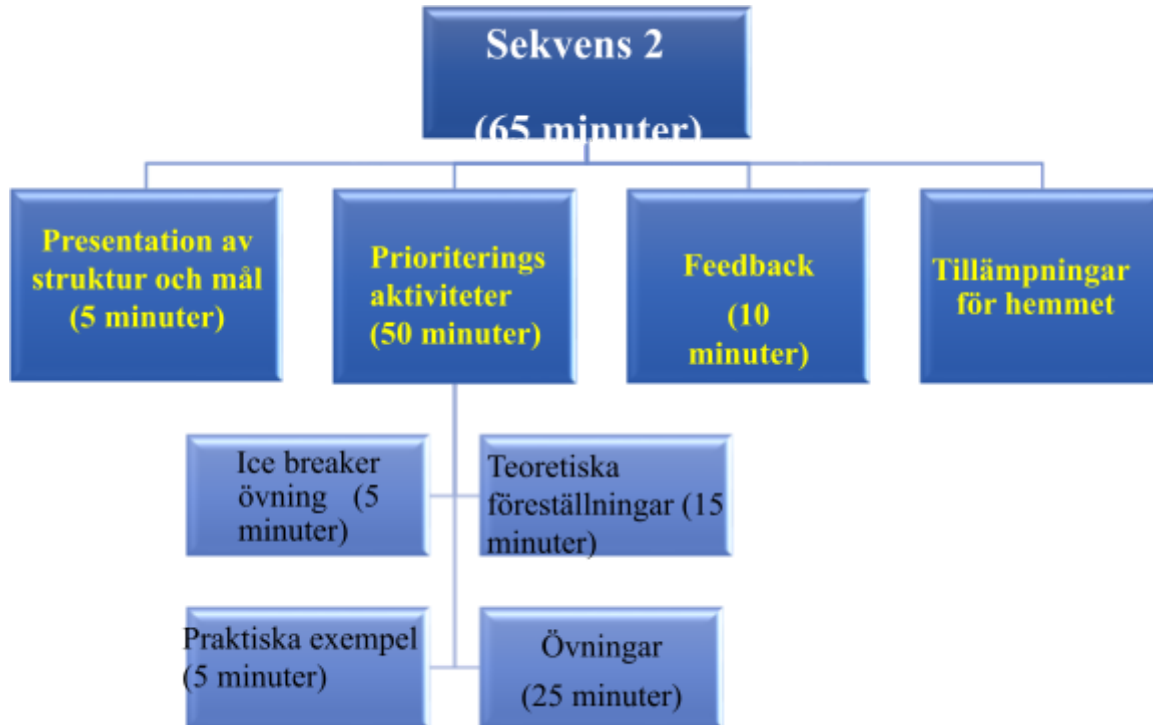 Sekvens 2
(65 minuter)
Presentation av
struktur och mål
(5 minuter)
Prioriterings
aktiviteter
(50 minuter)
Feedback
(10
minuter)
Tillämpningar
för hemmet
Ice breaker
övning (5
minuter)
Teoretiska
föreställningar (15
minuter)
Praktiska exempel
(5 minuter)
Övningar
(25 minuter)